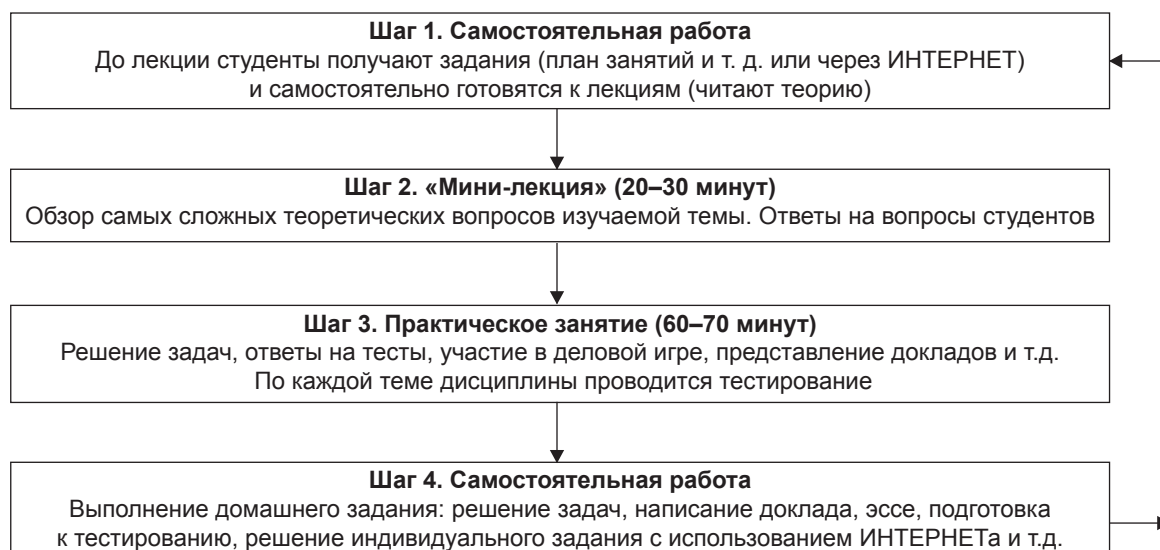 Шаг 1. Самостоятельная работа
До лекции студенты получают задания (план занятий и т. д. или через ИНТЕРНЕТ)
и самостоятельно готовятся к лекциям (читают теорию)
Шаг 2. «Мини-лекция» (20–30 минут)
Обзор самых сложных теоретических вопросов изучаемой темы. Ответы на вопросы студентов
Шаг 3. Практическое занятие (60–70 минут)
Решение задач, ответы на тесты, участие в деловой игре, представление докладов и т.д.
По каждой теме дисциплины проводится тестирование
Шаг 4. Самостоятельная работа
Выполнение домашнего задания: решение задач, написание доклада, эссе, подготовка
к тестированию, решение индивидуального задания с использованием ИНТЕРНЕТа и т.д.